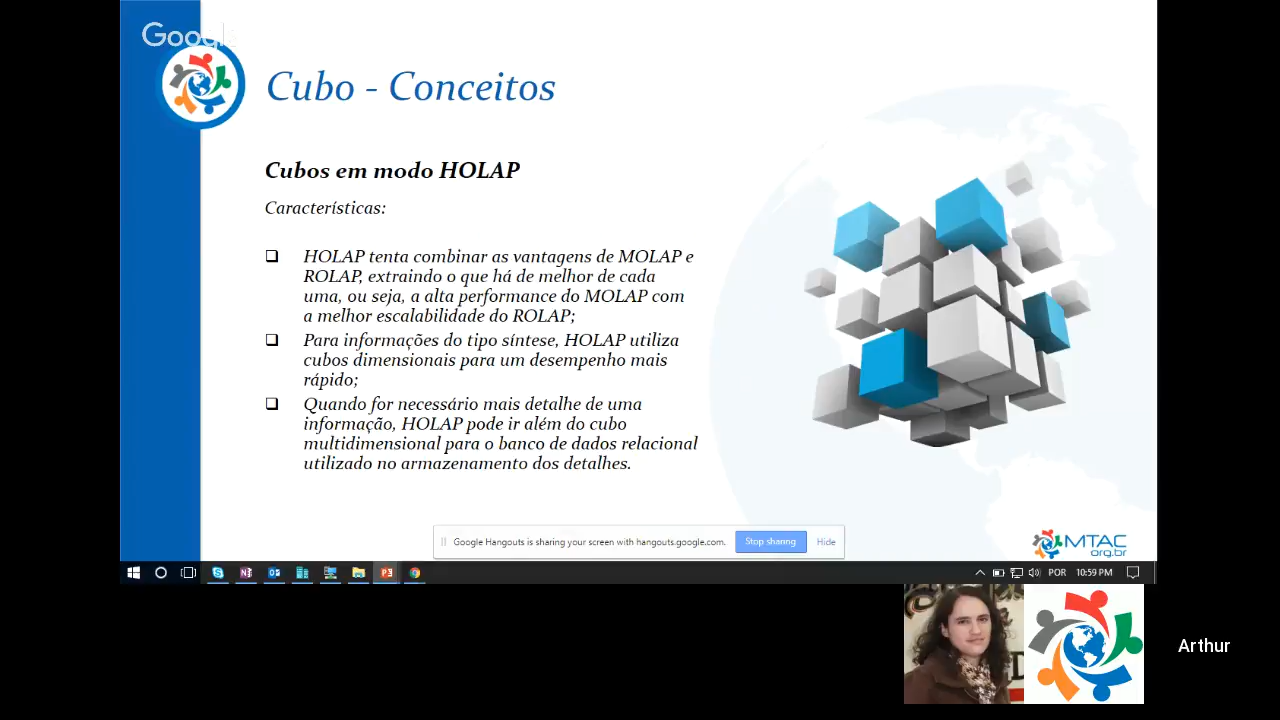 Google
Cubo - Conceitos
Cubos em modo HOLAP
Características:
HOLAP tenta combinar as vantagens de MOLAP e
ROLAP, extraindo o que há de melhor de cada
uma, ou seja, a alta performance do MOLAP com
a melhor escalabilidade do ROLAP;
Para informações do tipo síntese, HOLAP utiliza
cubos dimensionais para um desempenho mais
rápido;
Quando for necessário mais detalhe de uma
informação, HOLAP pode ir além do cubo
multidimensional para o banco de dados relacional
utilizado no armazenamento dos detalhes.
Google Hangouts is sharing your screen with hangouts.google.com. Stop sharing Hide
MTAC
org.br
POR 10:59 PM
Arthur